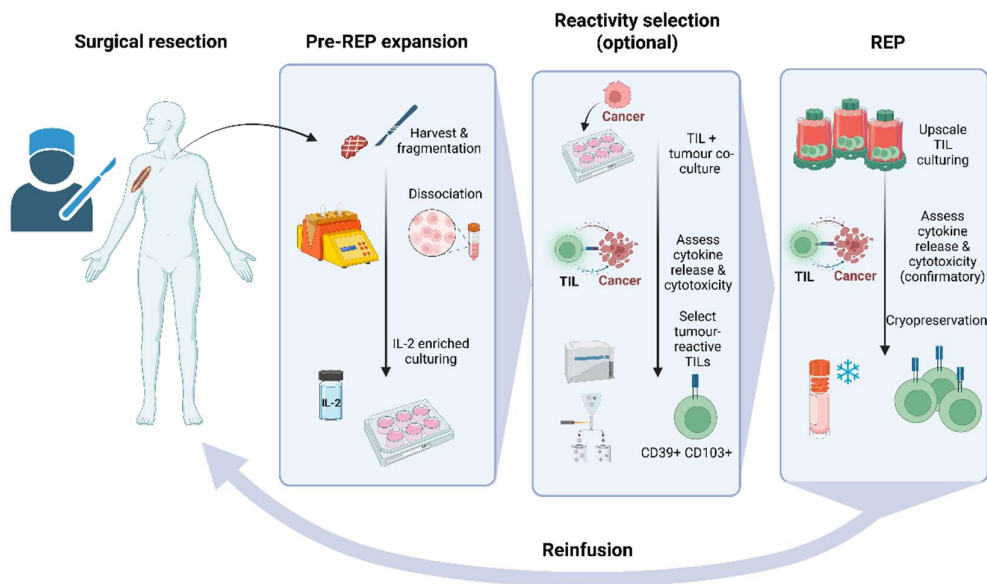 Surgical resection
Pre-REP expansion
Harvest &
fragmentation
Dissociation
IL-2 enriched
culturing
IL-2
Reactivity selection
(optional)
Cancer
TIL +
tumour co-
culture
TIL
Cancer
Assess
cytokine
release &
cytotoxicity
Select
tumour-
reactive
TILs
CD39+ CD103+
REP
Upscale
TIL
culturing
TIL
Cancer
Assess
cytokine
release &
cytotoxicity
(confirmatory)
Cryopreservation
Reinfusion